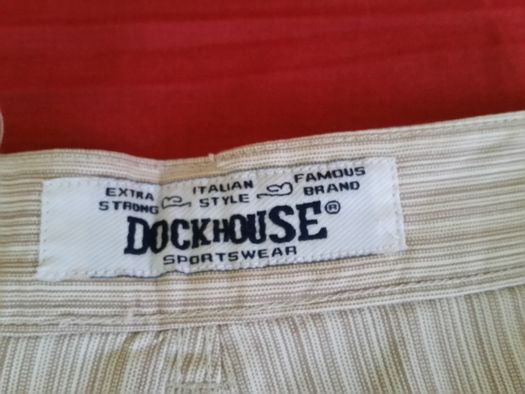 EXTRA STRONG
ITALIAN STYLE
FAMOUS BRAND
DOCKHOUSE®
SPORTSWEAR